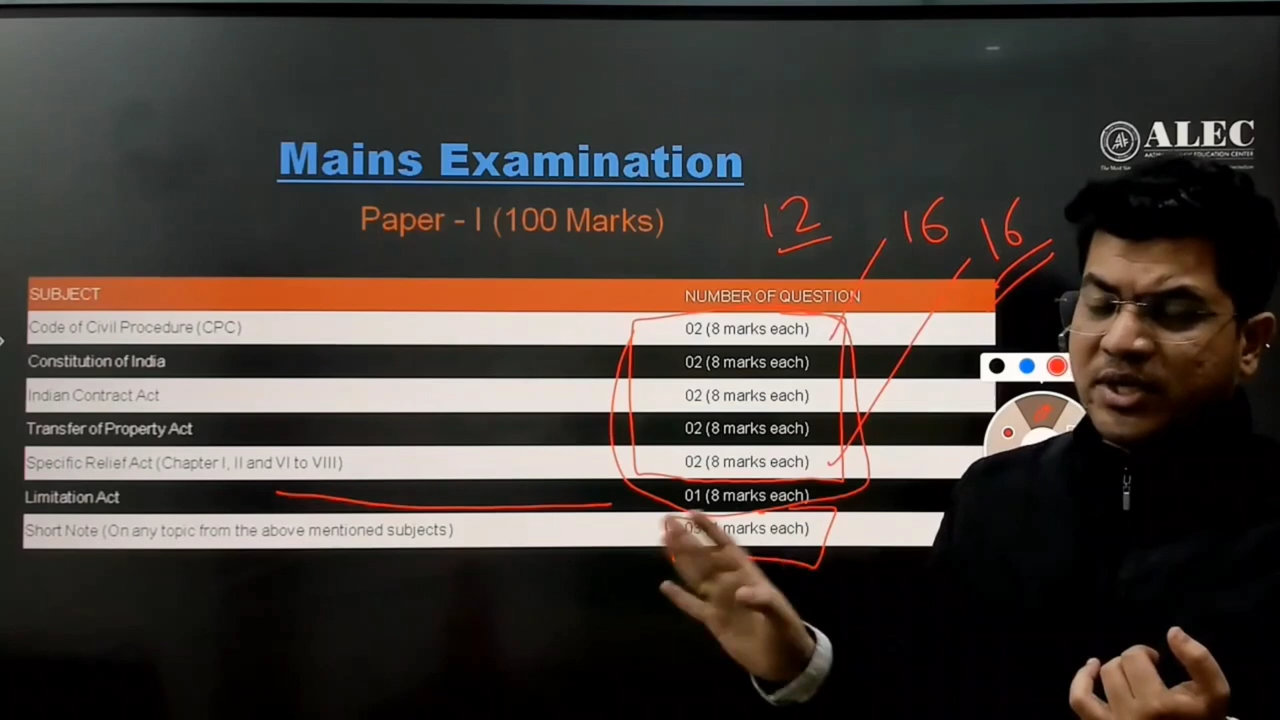 ALEC
Mains Examination
Paper - I (100 Marks)
12 16 16
SUBJECT NUMBER OF QUESTION
Code of Civil Procedure (CPC) 02 (8 marks each)
Constitution of India 02 (8 marks each)
Indian Contract Act 02 (8 marks each)
Transfer of Property Act 02 (8 marks each)
Specific Relief Act (Chapter I, II and VI to VIII) 02 (8 marks each)
Limitation Act 01 (8 marks each)
Short Note (On any topic from the above mentioned subjects) marks each)